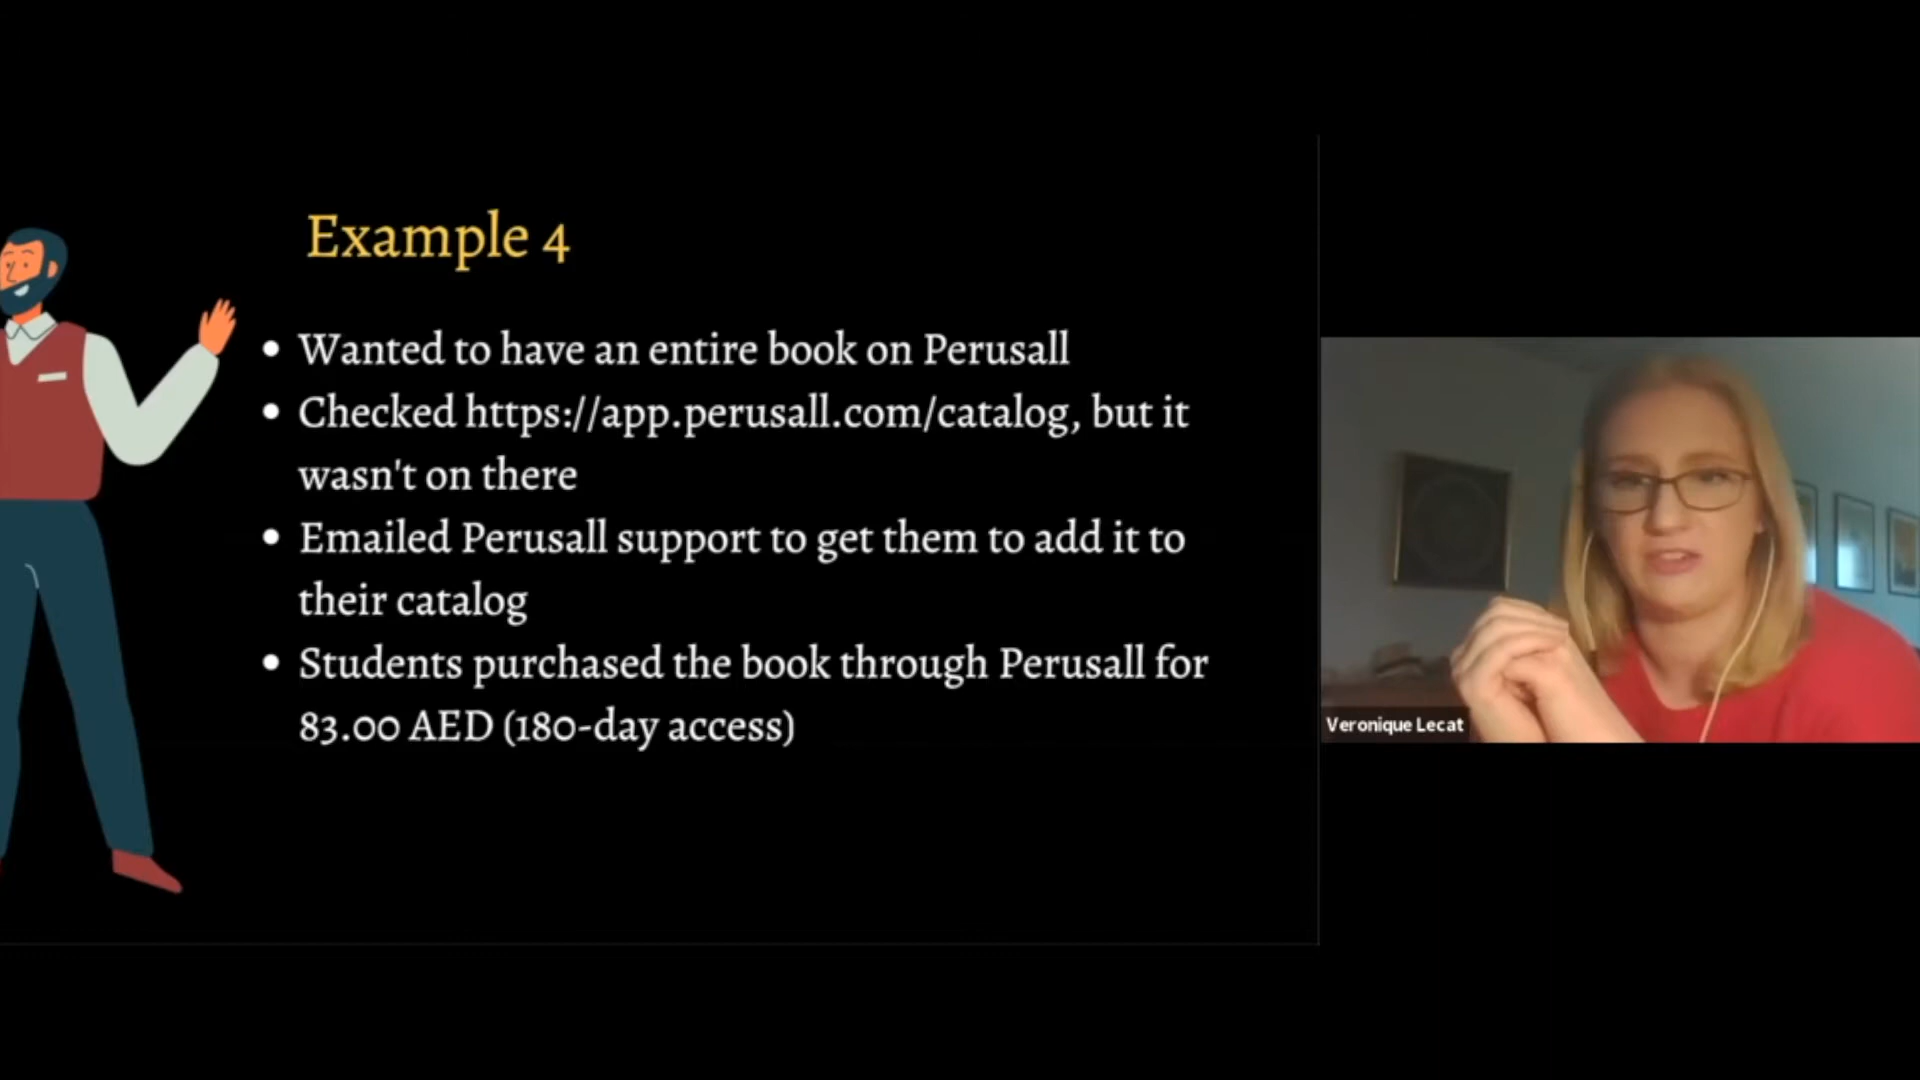 Example 4
• Wanted to have an entire book on Perusall
• Checked https://app.perusall.com/catalog, but it
wasn't on there
• Emailed Perusall support to get them to add it to
their catalog
• Students purchased the book through Perusall for
83.00 AED (180-day access)
Veronique Lecat